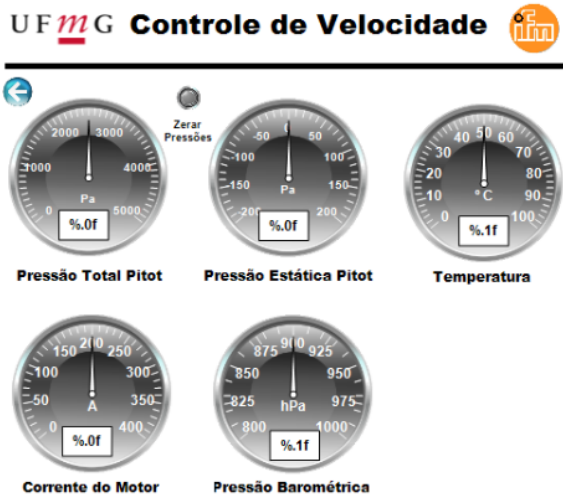 UFmG Controle de Velocidade ifm
Zerar
Pressões
0 1000 2000 3000 4000 5000
Pa
%.0f
Pressão Total Pitot
-200 -150 -100 -50 0 50 100 150 200
Pa
%.0f
Pressão Estática Pitot
0 10 20 30 40 50 60 70 80 90 100
°C
%.1f
Temperatura
0 50 100 150 200 250 300 350 400
A
%.0f
Corrente do Motor
800 825 850 875 900 925 950 975 1000
hPa
%.1f
Pressão Barométrica